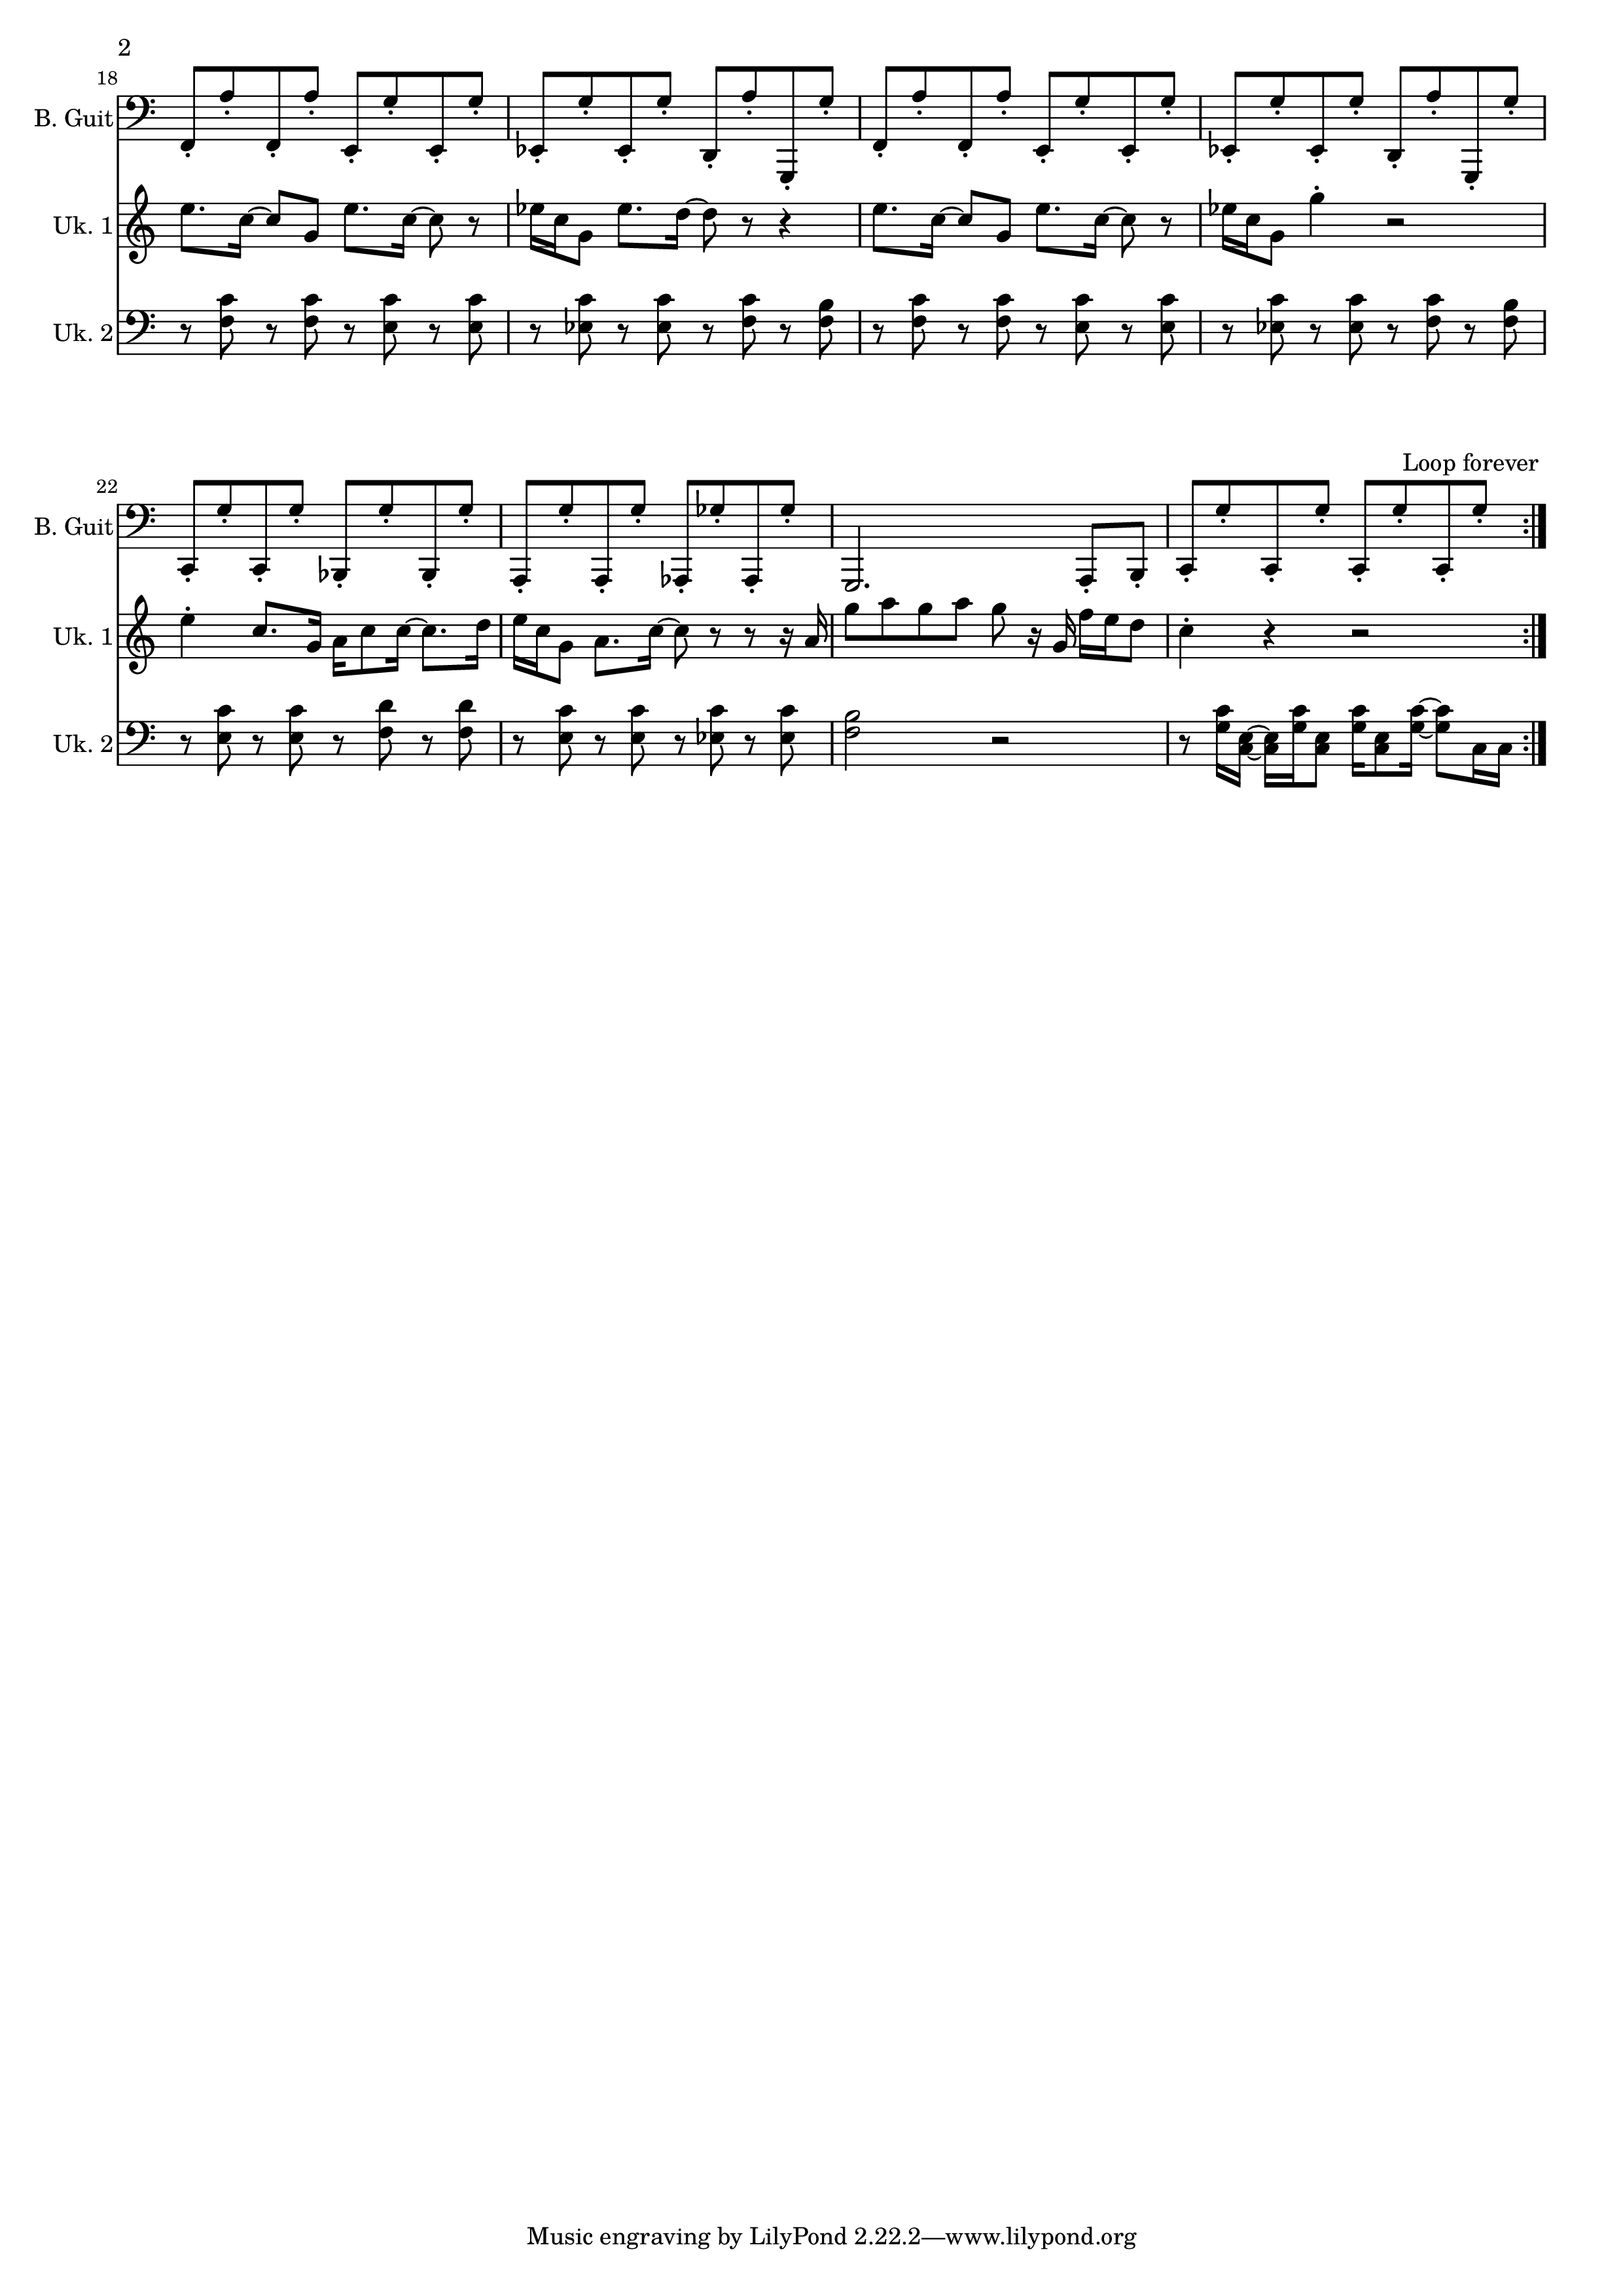 2
18
B. Guit
Uk. 1
Uk. 2
Loop forever
22
B. Guit
Uk. 1
Uk. 2
Music engraving by LilyPond 2.22.2—www.lilypond.org